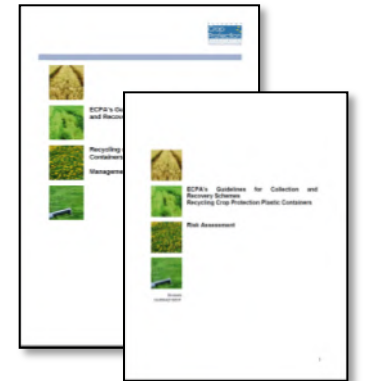 ECPA's Gu
and Recov
Recycling
Containers
Manageme
ECPA's Guidelines for Collection and
Recovery Schemes
Recycling Crop Protection Plastic Containers
Risk Assessment